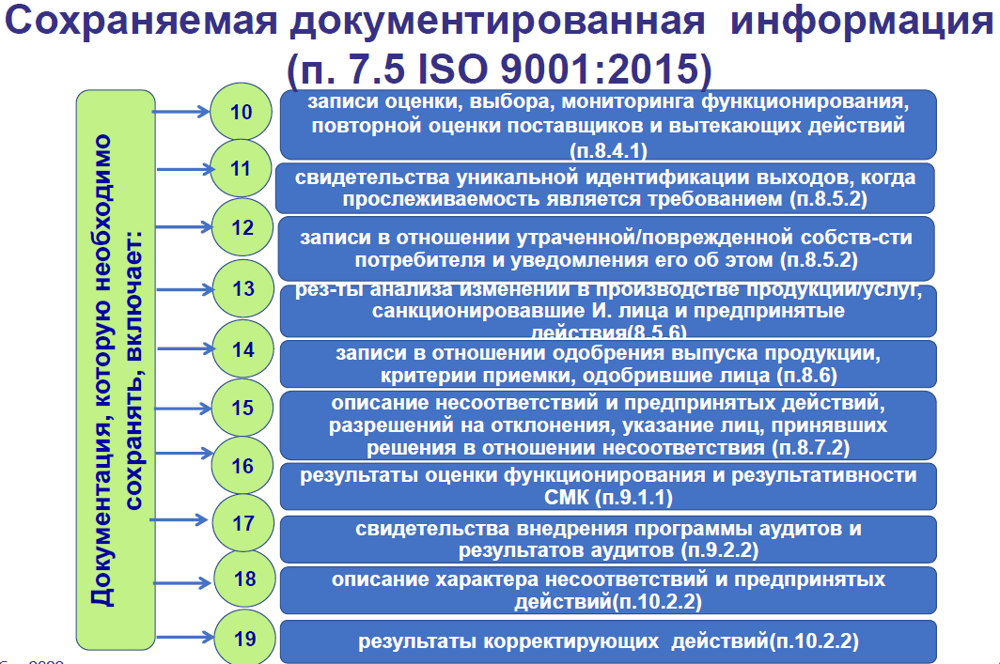 Сохраняемая документированная информация
(п. 7.5 ISO 9001:2015)
Документация, которую необходимо
сохранять, включает:
10
записи оценки, выбора, мониторинга функционирования,
повторной оценки поставщиков и вытекающих действий
(п.8.4.1)
11
свидетельства уникальной идентификации выходов, когда
прослеживаемость является требованием (п.8.5.2)
12
записи в отношении утраченной/поврежденной собств-сти
потребителя и уведомления его об этом (п.8.5.2)
13
рез-ты анализа изменений в производстве продукции/услуг,
санкционировавшие И. лица и предпринятые
действия(8.5.6)
14
записи в отношении одобрения выпуска продукции,
критерии приемки, одобрившие лица (п.8.6)
15
описание несоответствий и предпринятых действий,
разрешений на отклонения, указание лиц, принявших
решения в отношении несоответствия (п.8.7.2)
16
результаты оценки функционирования и результативности
СМК (п.9.1.1)
17
свидетельства внедрения программы аудитов и
результатов аудитов (п.9.2.2)
18
описание характера несоответствий и предпринятых
действий(п.10.2.2)
19
результаты корректирующих действий(п.10.2.2)